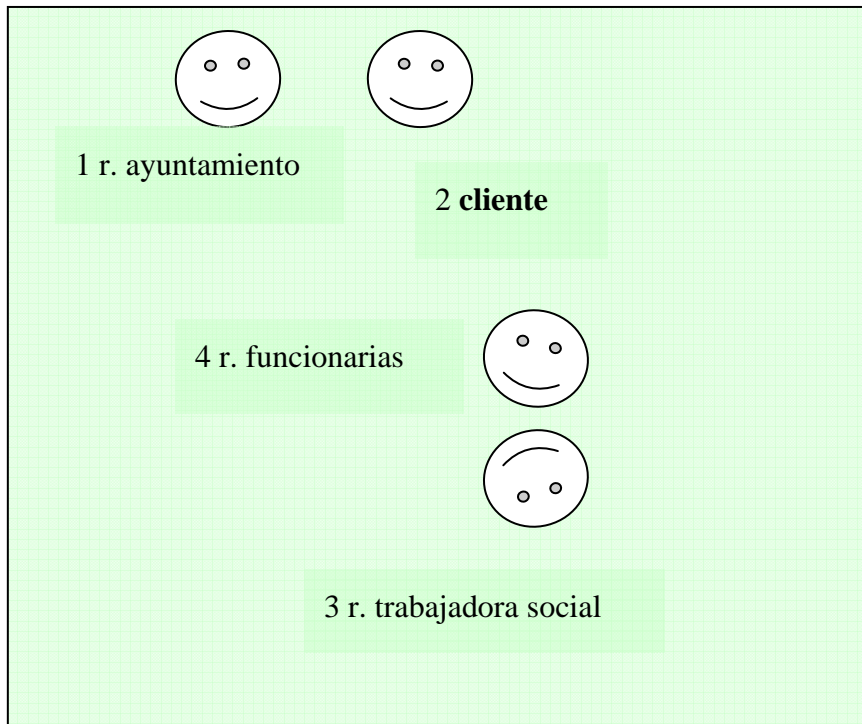 1 r. ayuntamiento
2 cliente
4 r. funcionarias
3 r. trabajadora social